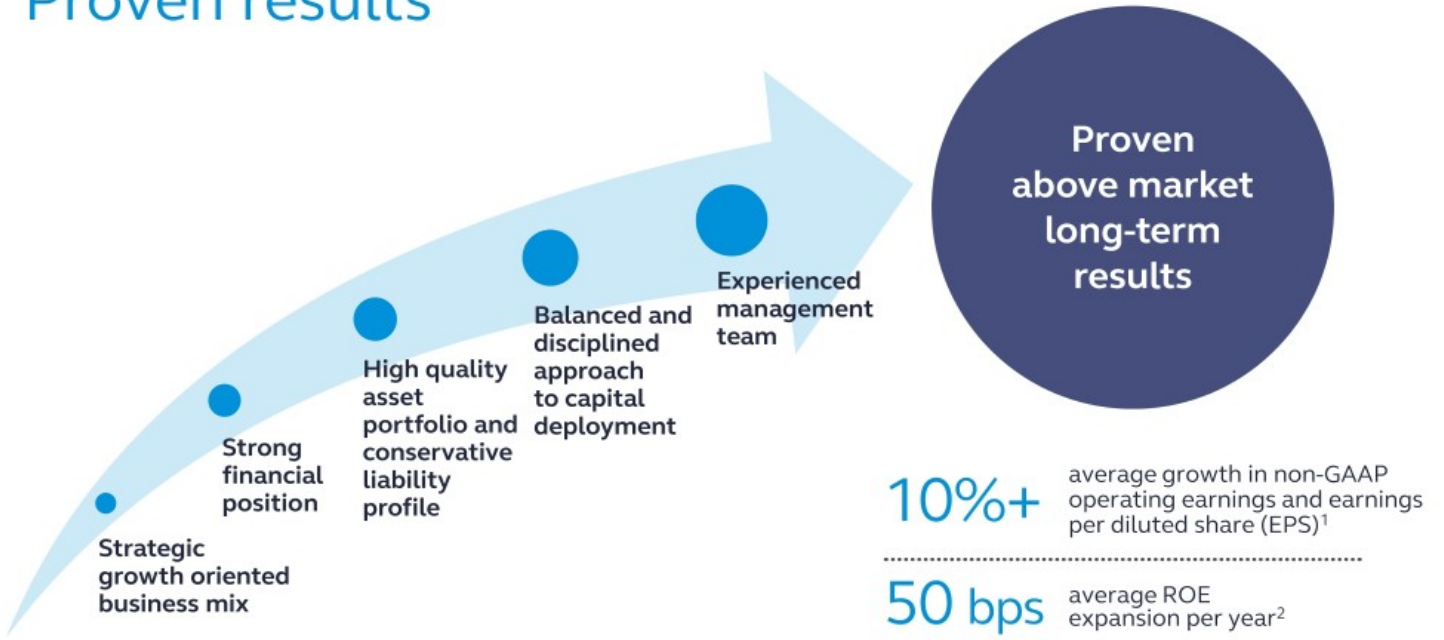 Proven results
Proven
above market
long-term
results
Experienced
management
team
Balanced and
disciplined
approach
to capital
deployment
High quality
asset
portfolio and
conservative
liability
profile
Strong
financial
position
Strategic
growth oriented
business mix
10%+
average growth in non-GAAP
operating earnings and earnings
per diluted share (EPS)¹
50 bps
average ROE
expansion per year²